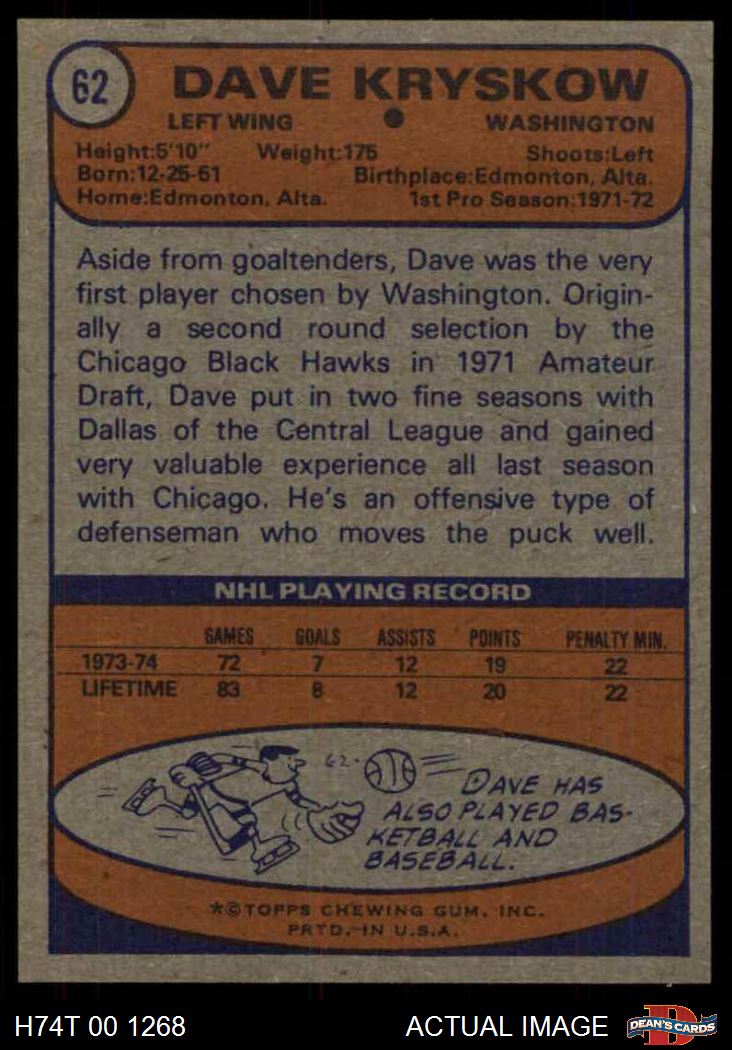 62
DAVE KRYSKOW
LEFT WING WASHINGTON
Height:5'10" Weight:175 Shoots:Left
Born:12-25-61 Birthplace:Edmonton, Alta.
Home:Edmonton, Alta. 1st Pro Season:1971-72
Aside from goaltenders, Dave was the very
first player chosen by Washington. Origin-
ally a second round selection by the
Chicago Black Hawks in 1971 Amateur
Draft, Dave put in two fine seasons with
Dallas of the Central League and gained
very valuable experience all last season
with Chicago. He's an offensive type of
defenseman who moves the puck well.
NHL PLAYING RECORD
GAMES GOALS ASSISTS POINTS PENALTY MIN.
1973-74 72 7 12 19 22
LIFETIME 83 8 12 20 22
62-
DAVE HAS
ALSO PLAYED BAS-
KETBALL AND
BASEBALL.
*©TOPPS CHEWING GUM, INC.
PRTD. IN U.S.A.
H74T 00 1268 ACTUAL IMAGE
D
DEAN'S CARDS